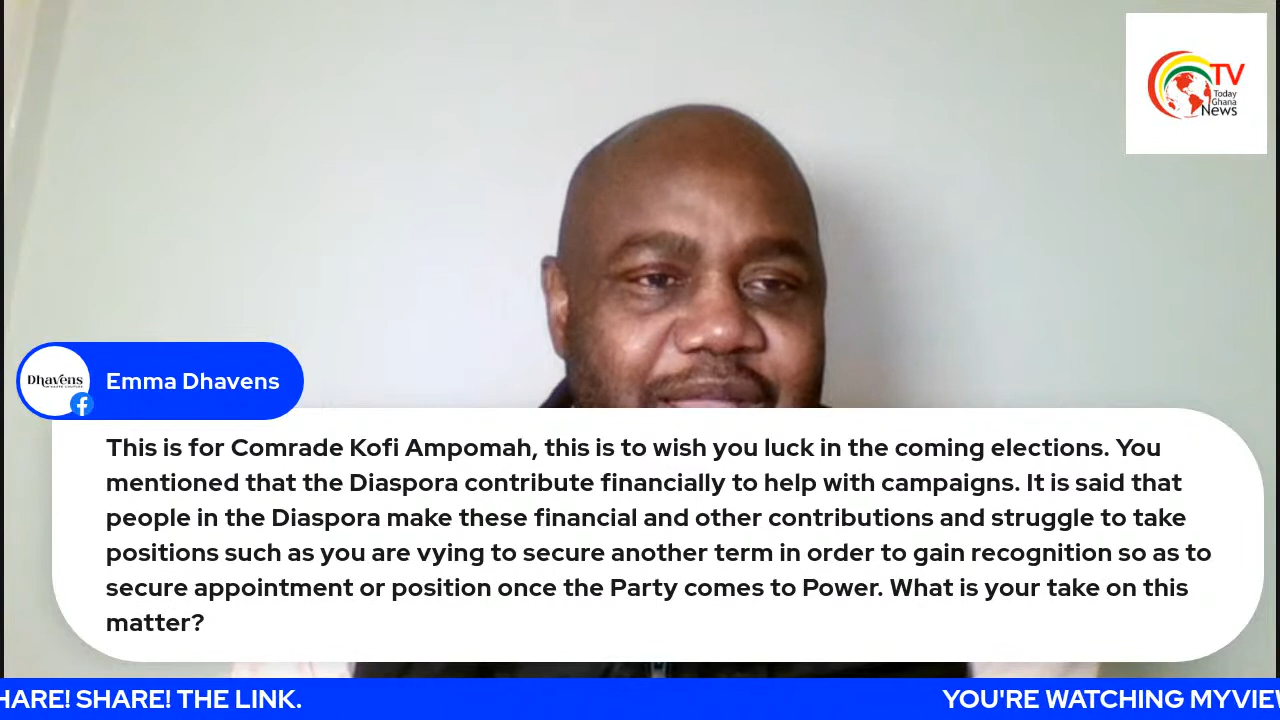 TV
Today
Ghana
News
Dhavens
Emma Dhavens
This is for Comrade Kofi Ampomah, this is to wish you luck in the coming elections. You
mentioned that the Diaspora contribute financially to help with campaigns. It is said that
people in the Diaspora make these financial and other contributions and struggle to take
positions such as you are vying to secure another term in order to gain recognition so as to
secure appointment or position once the Party comes to Power. What is your take on this
matter?
HARE! SHARE! THE LINK.
YOU'RE WATCHING MYVIEW